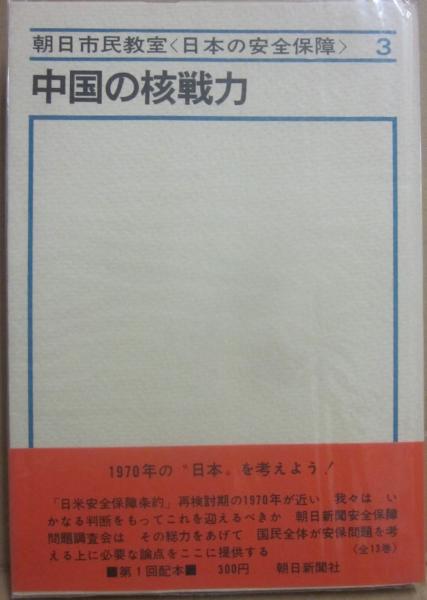 朝日市民教室〈日本の安全保障〉 3
中国の核戦力
1970年の〝日本〟を考えよう！
「日米安全保障条約」再検討期の1970年が近い 我々は い
かなる判断をもってこれを迎えるべきか 朝日新聞安全保障
問題調査会は その総力をあげて 国民全体が安保問題を考
える上に必要な論点をここに提供する 〈全13巻〉
■第1回配本■ 300円 朝日新聞社